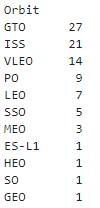 Orbit
GTO 27
ISS 21
VLEO 14
PO 9
LEO 7
SSO 5
MEO 3
ES-L1 1
HEO 1
SO 1
GEO 1